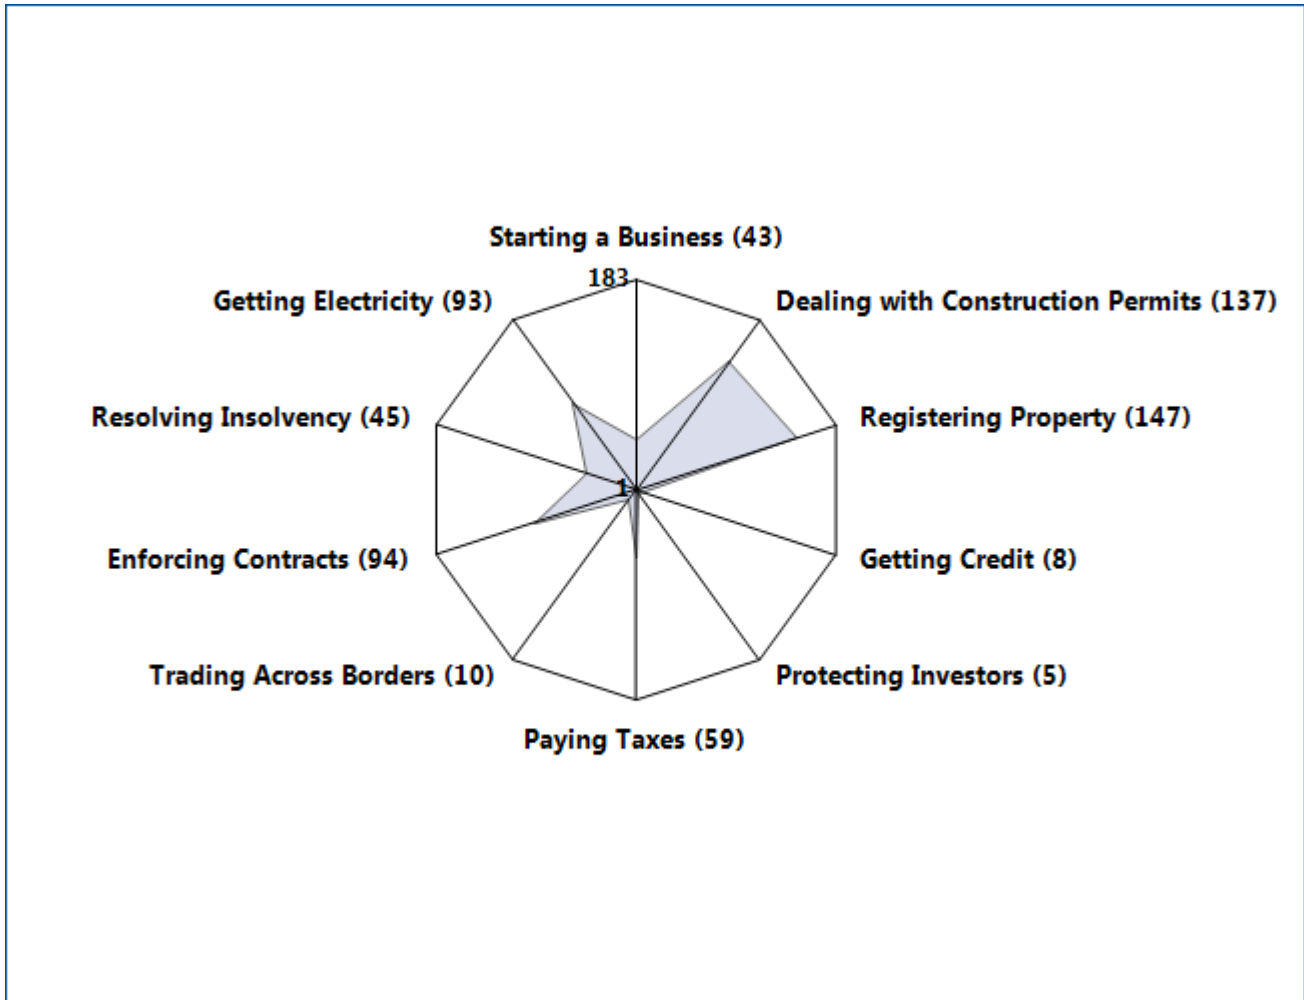 Starting a Business (43)
183
Getting Electricity (93)
Dealing with Construction Permits (137)
Resolving Insolvency (45)
Registering Property (147)
1
Enforcing Contracts (94)
Getting Credit (8)
Trading Across Borders (10)
Protecting Investors (5)
Paying Taxes (59)